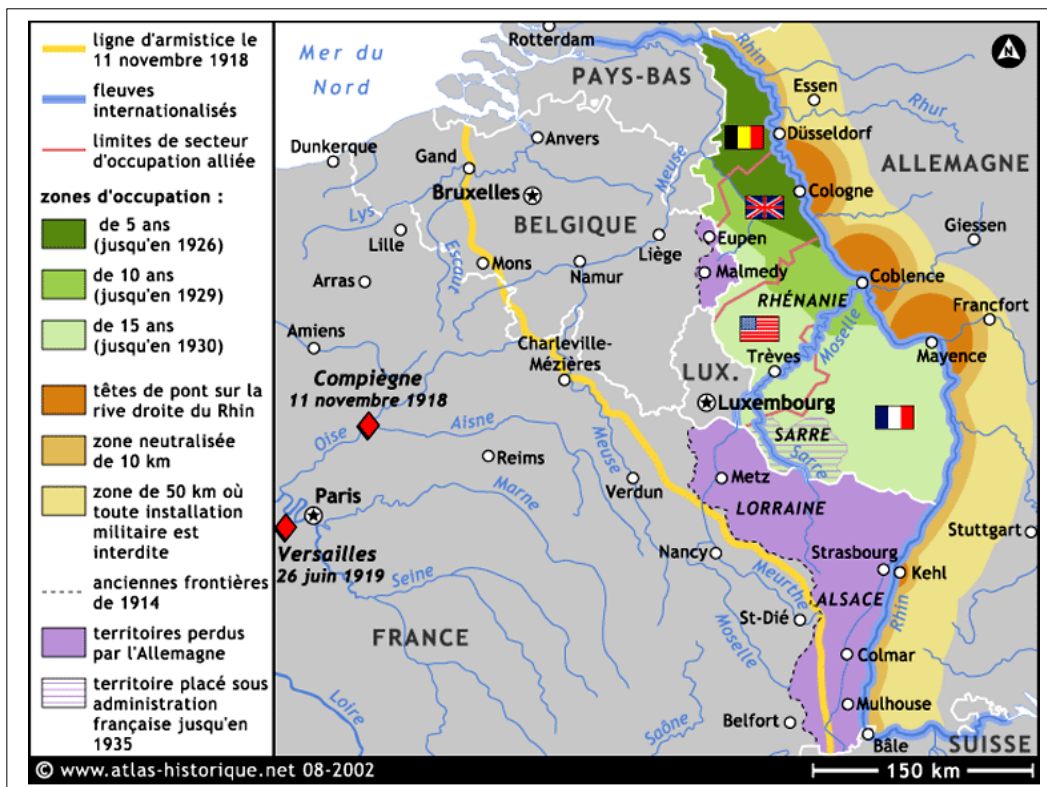 ligne d'armistice le
11 novembre 1918
fleuves
internationalisés
limites de secteur
d'occupation alliée
zones d'occupation :
de 5 ans
(jusqu'en 1926)
de 10 ans
(jusqu'en 1929)
de 15 ans
(jusqu'en 1930)
têtes de pont sur la
rive droite du Rhin
zone neutralisée
de 10 km
zone de 50 km où
toute installation
militaire est
interdite
anciennes frontières
de 1914
territoires perdus
par l'Allemagne
territoire placé sous
administration
française jusqu'en
1935
Mer du
Nord
Rotterdam
Rhin
N
PAYS-BAS
Essen
Rhur
Dunkerque
Anvers
Düsseldorf
Gand
Meuse
ALLEMAGNE
Bruxelles
Cologne
Lys
BELGIQUE
Lille
Escaut
Liège
Eupen
Giessen
Mons
Namur
Malmedy
Coblence
Arras
RHÉNANIE
Francfort
Amiens
Charleville-
Mézières
Trèves
Moselle
Mayence
Compiègne
11 novembre 1918
LUX.
Luxembourg
Oise
Aisne
SARRE
Sarre
Reims
Meuse
Metz
Verdun
Marne
LORRAINE
Paris
Stuttgart
Versailles
26 juin 1919
Nancy
Strasbourg
Kehl
Seine
Meurthe
ALSACE
Rhin
St-Dié
FRANCE
Moselle
Colmar
Loire
Mulhouse
Saône
Belfort
Bâle
SUISSE
© www.atlas-historique.net 08-2002
150 km